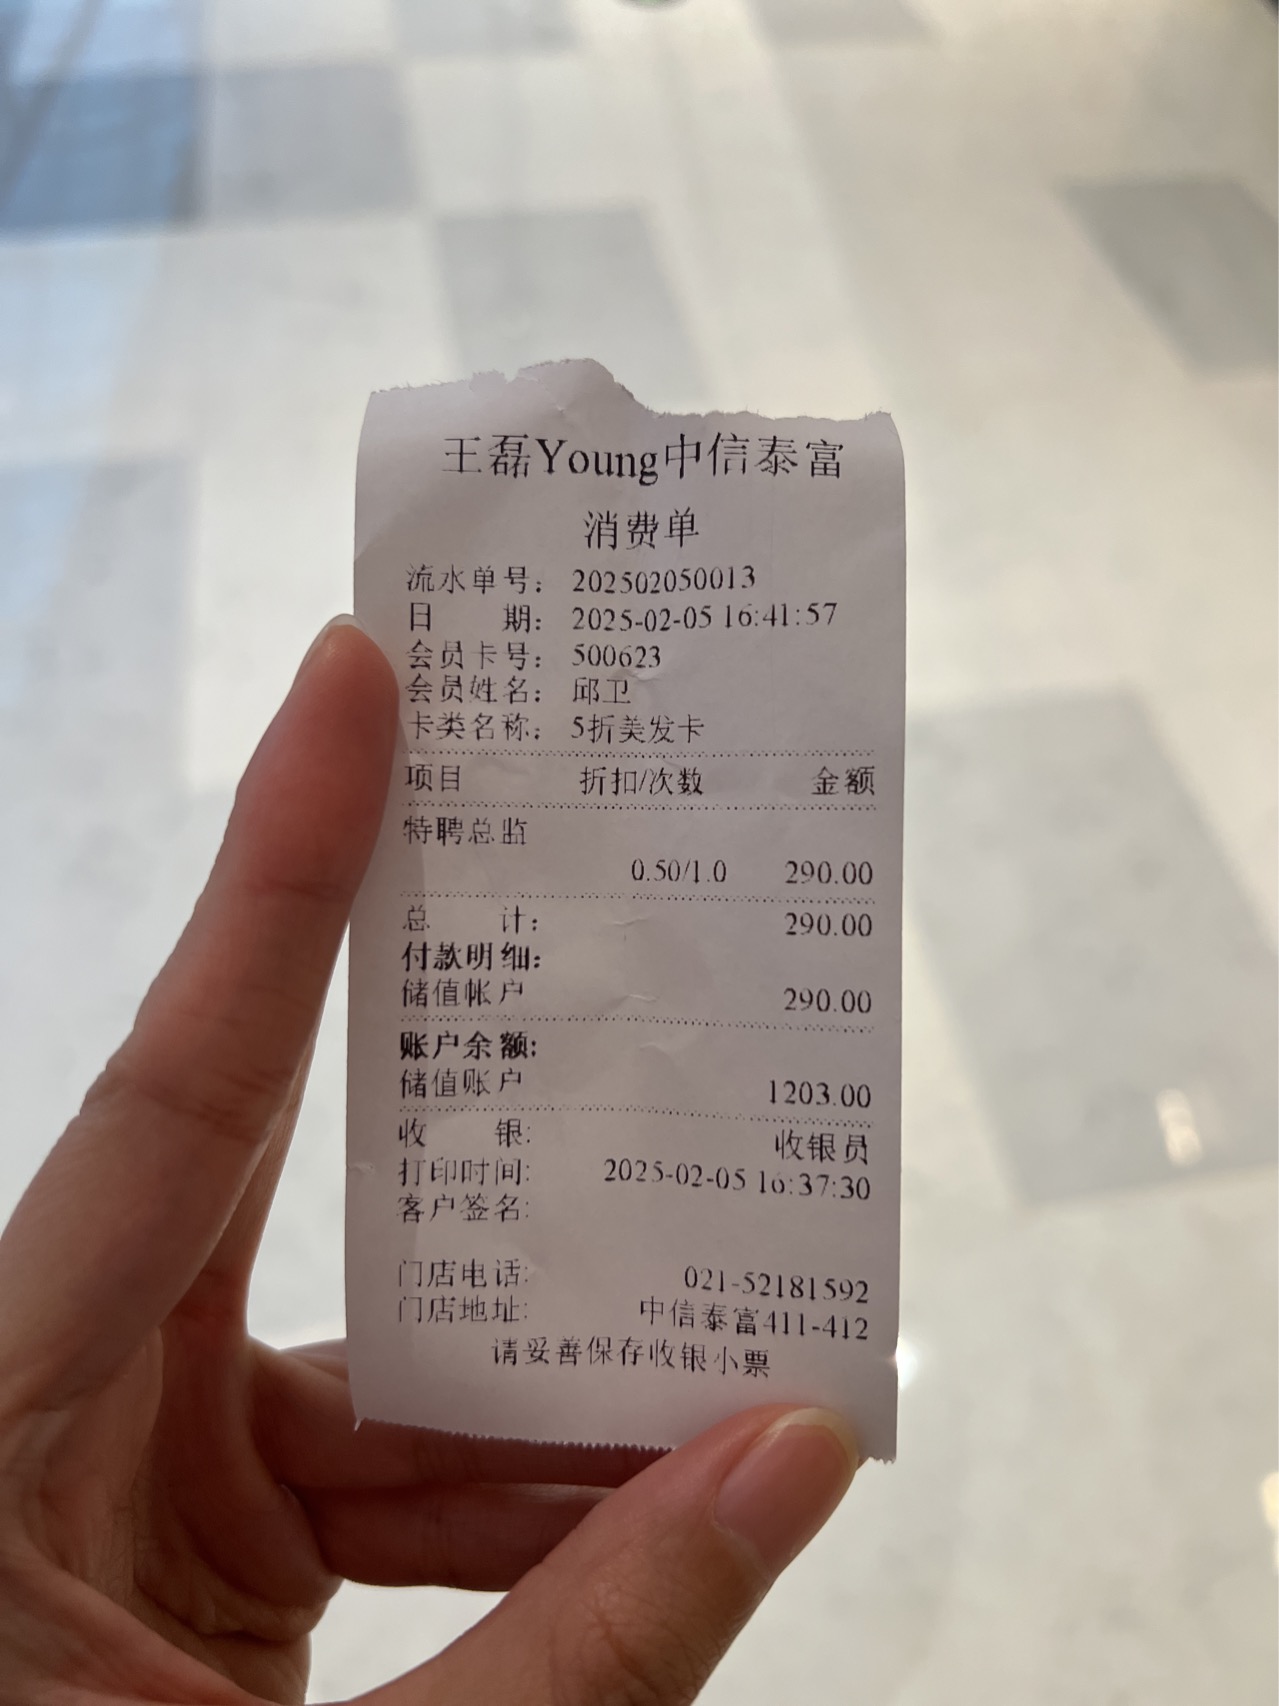 王磊Young中信泰富
消费单
流水单号： 202502050013
日 期： 2025-02-05 16:41:57
会员卡号： 500623
会员姓名： 邱卫
卡类名称： 5折美发卡
项目 折扣/次数 金额
特聘总监
0.50/1.0 290.00
总 计： 290.00
付款明细：
储值帐户 290.00
账户余额：
储值账户 1203.00
收 银: 收银员
打印时间: 2025-02-05 16:37:30
客户签名:
门店电话: 021-52181592
门店地址: 中信泰富411-412
请妥善保存收银小票